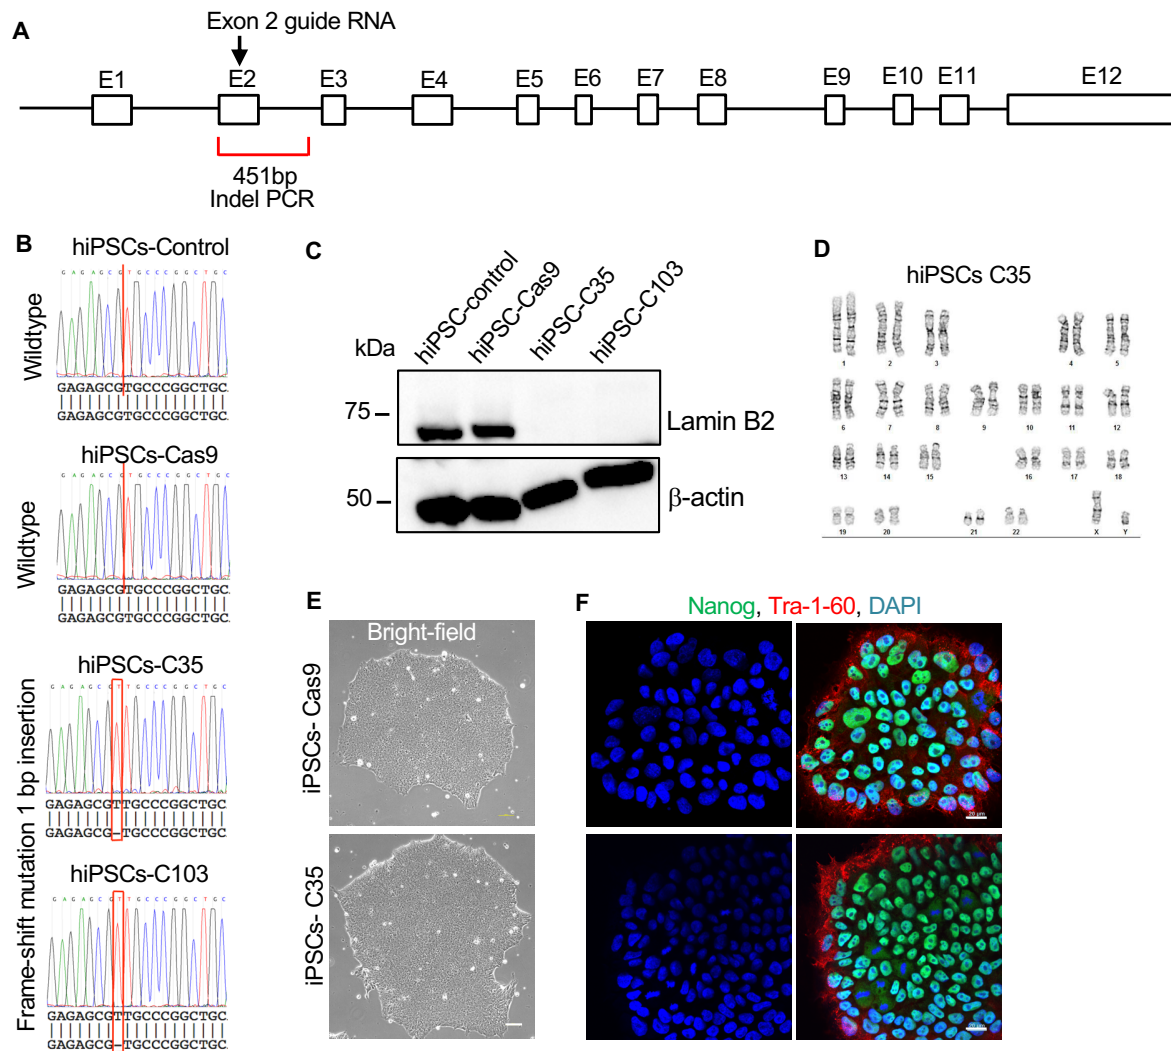 A
Exon 2 guide RNA
E1
E2
E3
E4
E5
E6
E7
E8
E9
E10
E11
E12
451bp
Indel PCR
B
hiPSCs-Control
Wildtype
G A G A G C G T G C C C G G C T G C
GAGAGCGTGCCCGGCTGC.
GAGAGCGTGCCCGGCTGC
hiPSCs-Cas9
Wildtype
G A G A G C G T G C C C G G C T G C
GAGAGCGTGCCCGGCTGC.
GAGAGCGTGCCCGGCTGC
Frame-shift mutation 1 bp insertion
hiPSCs-C35
G A G A G C G T T G C C C G G C T G C
GAGAGCGTTGCCCGGCTGC
GAGAGCG–TGCCCGGCTGC
hiPSCs-C103
G A G A G C G T T G C C C G G C T G C
GAGAGCGTTGCCCGGCTGC
GAGAGCG–TGCCCGGCTGC
C
kDa
hiPSC-control
hiPSC-Cas9
hiPSC-C35
hiPSC-C103
75
Lamin B2
50
β-actin
D
hiPSCs C35
1 2 3 4 5
6 7 8 9 10 11 12
13 14 15 16 17 18
19 20 21 22 X Y
E
Bright-field
iPSCs- Cas9
iPSCs- C35
F
Nanog, Tra-1-60, DAPI
20 µm
20 µm